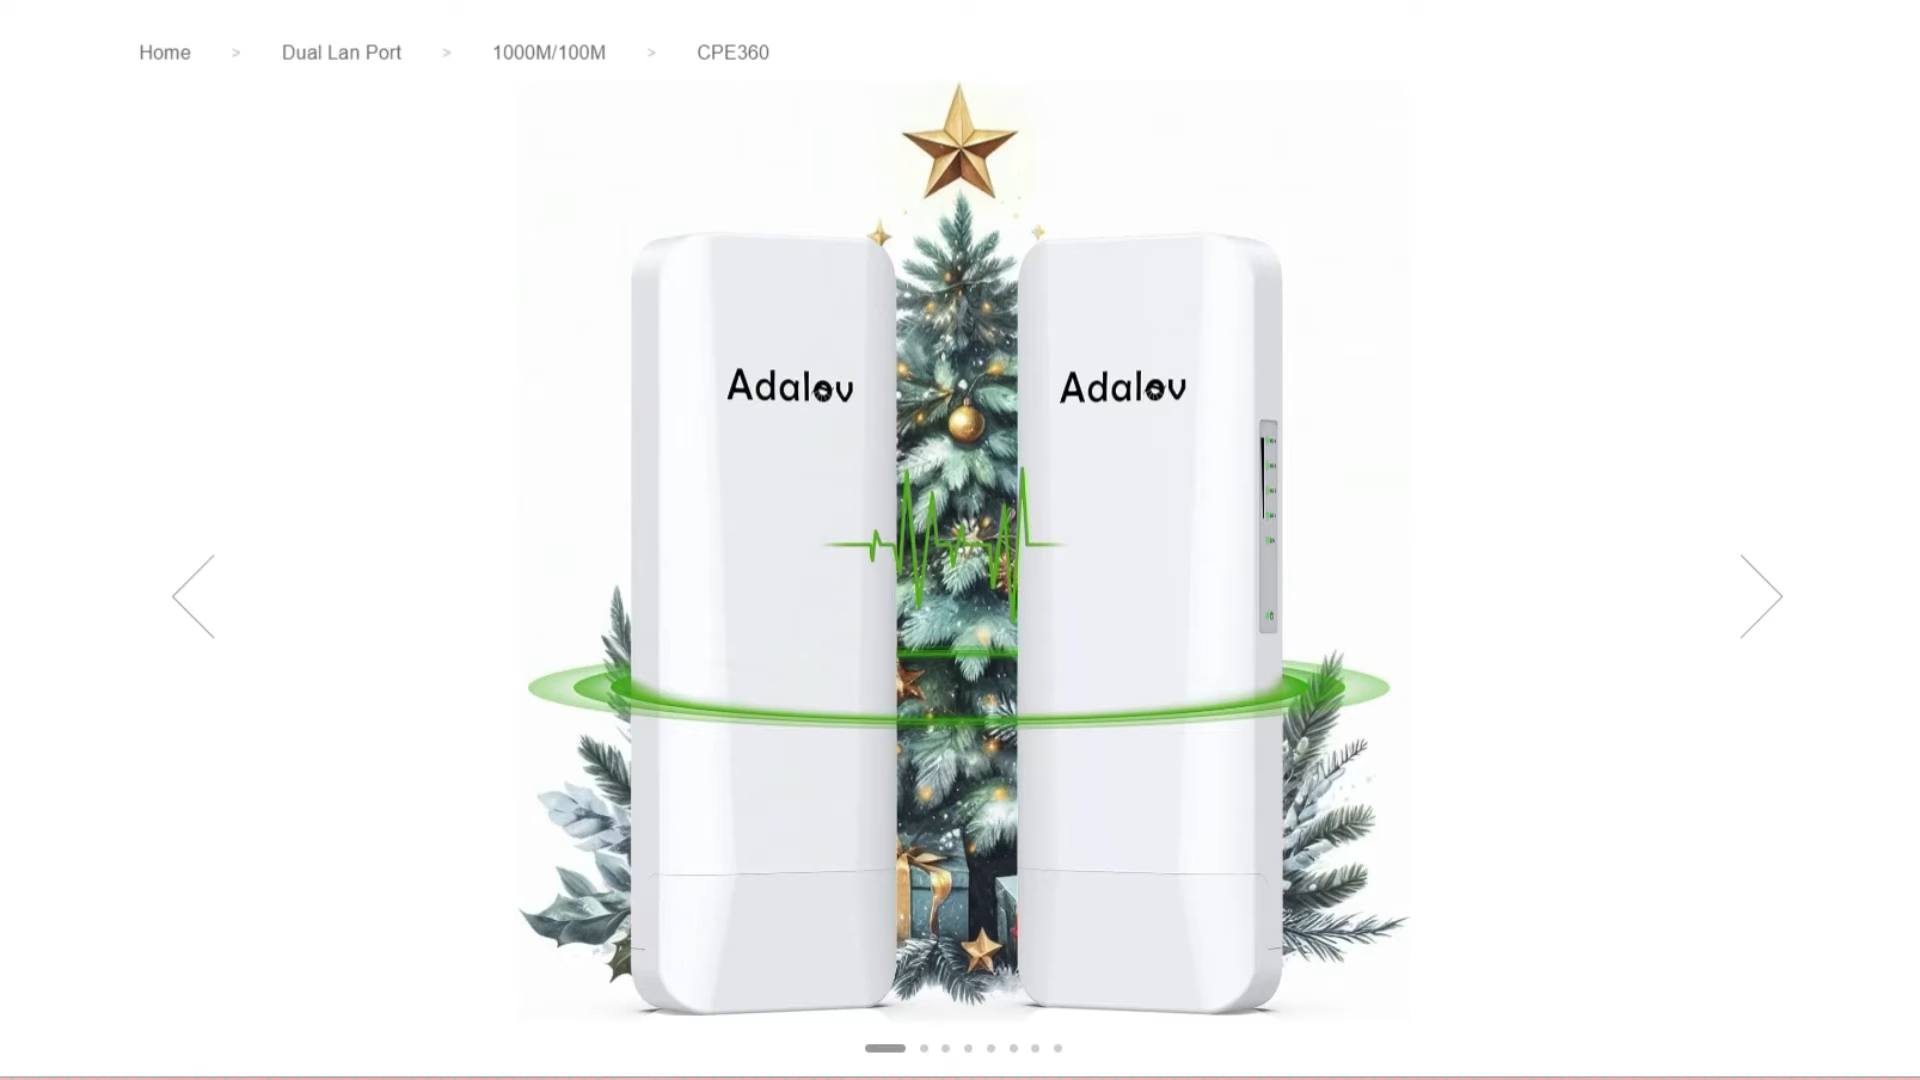 Home > Dual Lan Port > 1000M/100M > CPE360
Adalov Adalov